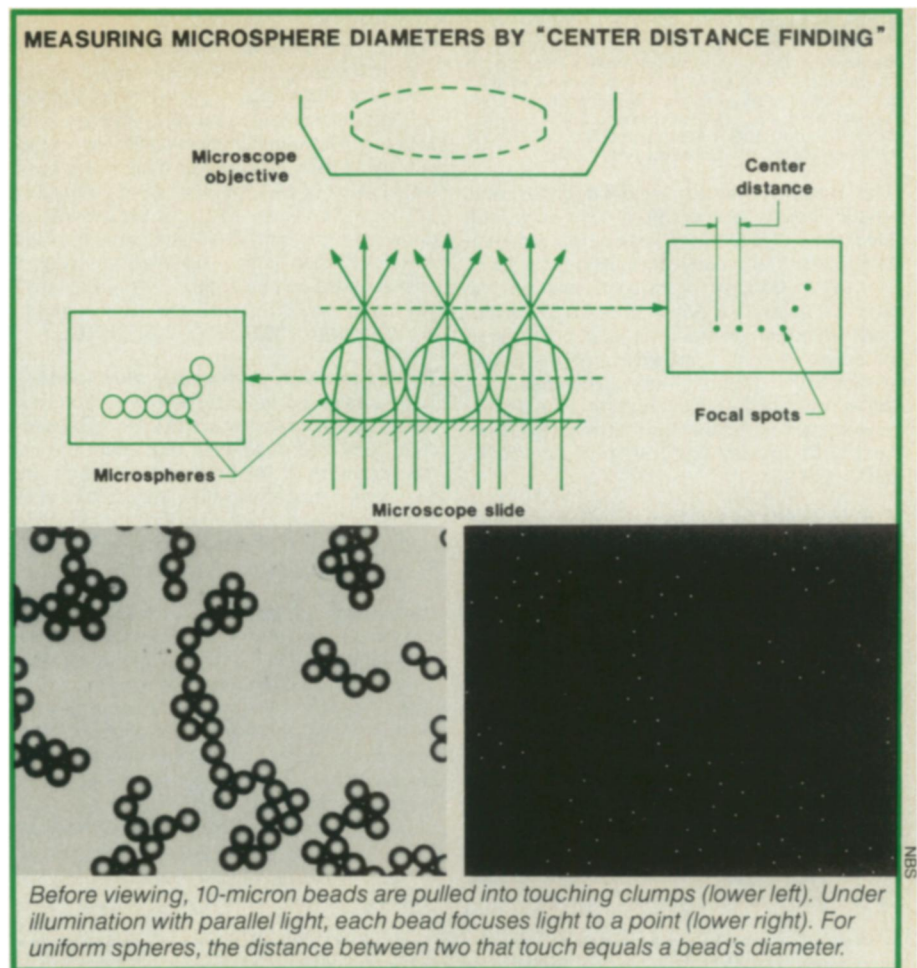 MEASURING MICROSPHERE DIAMETERS BY "CENTER DISTANCE FINDING"
Microscope
objective
Center
distance
Focal spots
Microspheres
Microscope slide
NBS
Before viewing, 10-micron beads are pulled into touching clumps (lower left). Under
illumination with parallel light, each bead focuses light to a point (lower right). For
uniform spheres, the distance between two that touch equals a bead's diameter.